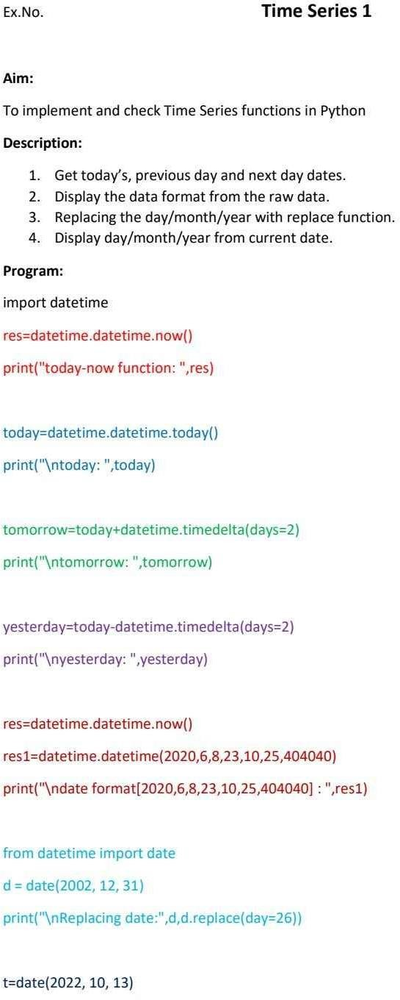 Ex.No. Time Series 1
Aim:
To implement and check Time Series functions in Python
Description:
1. Get today’s, previous day and next day dates.
2. Display the data format from the raw data.
3. Replacing the day/month/year with replace function.
4. Display day/month/year from current date.
Program:
import datetime
res=datetime.datetime.now()
print("today-now function: ",res)
today=datetime.datetime.today()
print("\ntoday: ",today)
tomorrow=today+datetime.timedelta(days=2)
print("\ntomorrow: ",tomorrow)
yesterday=today-datetime.timedelta(days=2)
print("\nyesterday: ",yesterday)
res=datetime.datetime.now()
res1=datetime.datetime(2020,6,8,23,10,25,404040)
print("\ndate format[2020,6,8,23,10,25,404040] : ",res1)
from datetime import date
d = date(2002, 12, 31)
print("\nReplacing date:",d,d.replace(day=26))
t=date(2022, 10, 13)